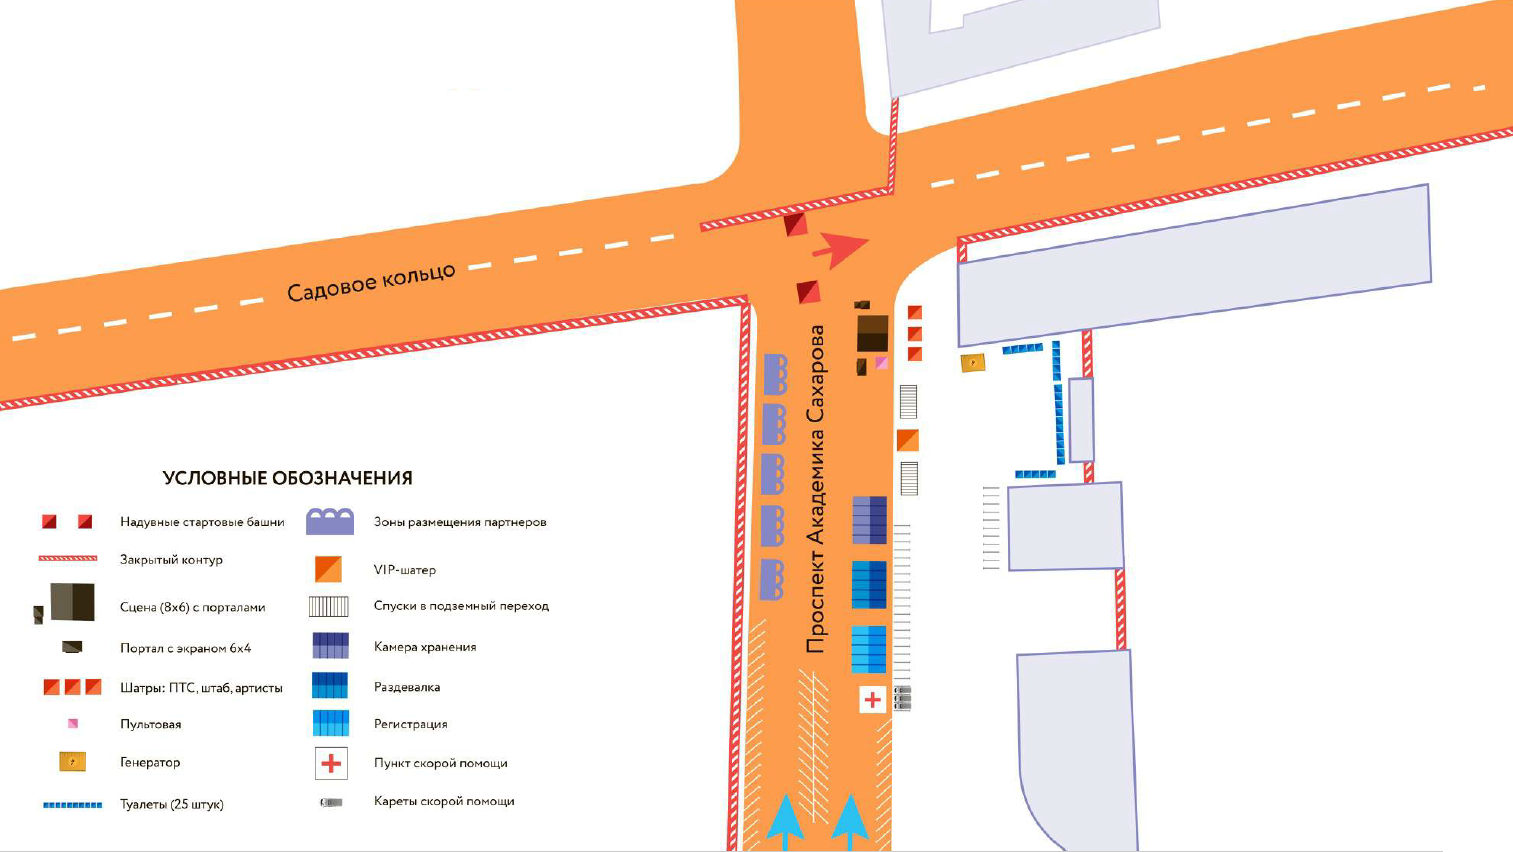 Садовое кольцо
Проспект Академика Сахарова
УСЛОВНЫЕ ОБОЗНАЧЕНИЯ
Надувные стартовые башни
Закрытый контур
Сцена (8х6) с порталами
Портал с экраном 6х4
Шатры: ПТС, штаб, артисты
Пультовая
Генератор
Туалеты (25 штук)
Зоны размещения партнеров
VIP-шатер
Спуски в подземный переход
Камера хранения
Раздевалка
Регистрация
Пункт скорой помощи
Кареты скорой помощи